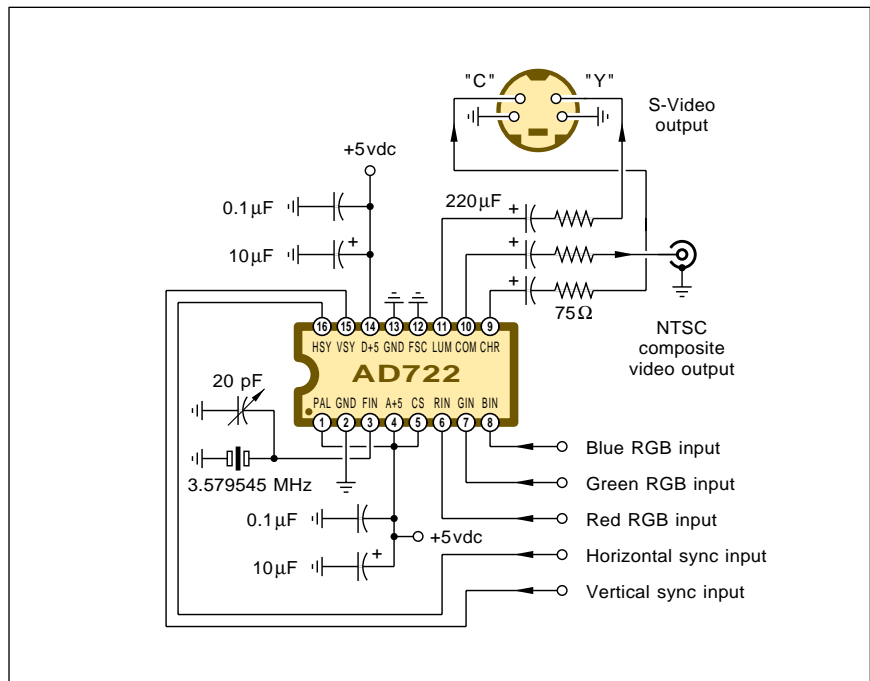 "C"
"Y"
S-Video
output
+5vdc
0.1µF
220µF
+
10µF
+
+
+
75Ω
NTSC
composite
video output
16 15 14 13 12 11 10 9
HSY VSY D+5 GND FSC LUM COM CHR
AD722
20 pF
PAL GND FIN A+5 CS RIN GIN BIN
1 2 3 4 5 6 7 8
3.579545 MHz
Blue RGB input
Green RGB input
0.1µF
Red RGB input
+5vdc
10µF
+
Horizontal sync input
Vertical sync input